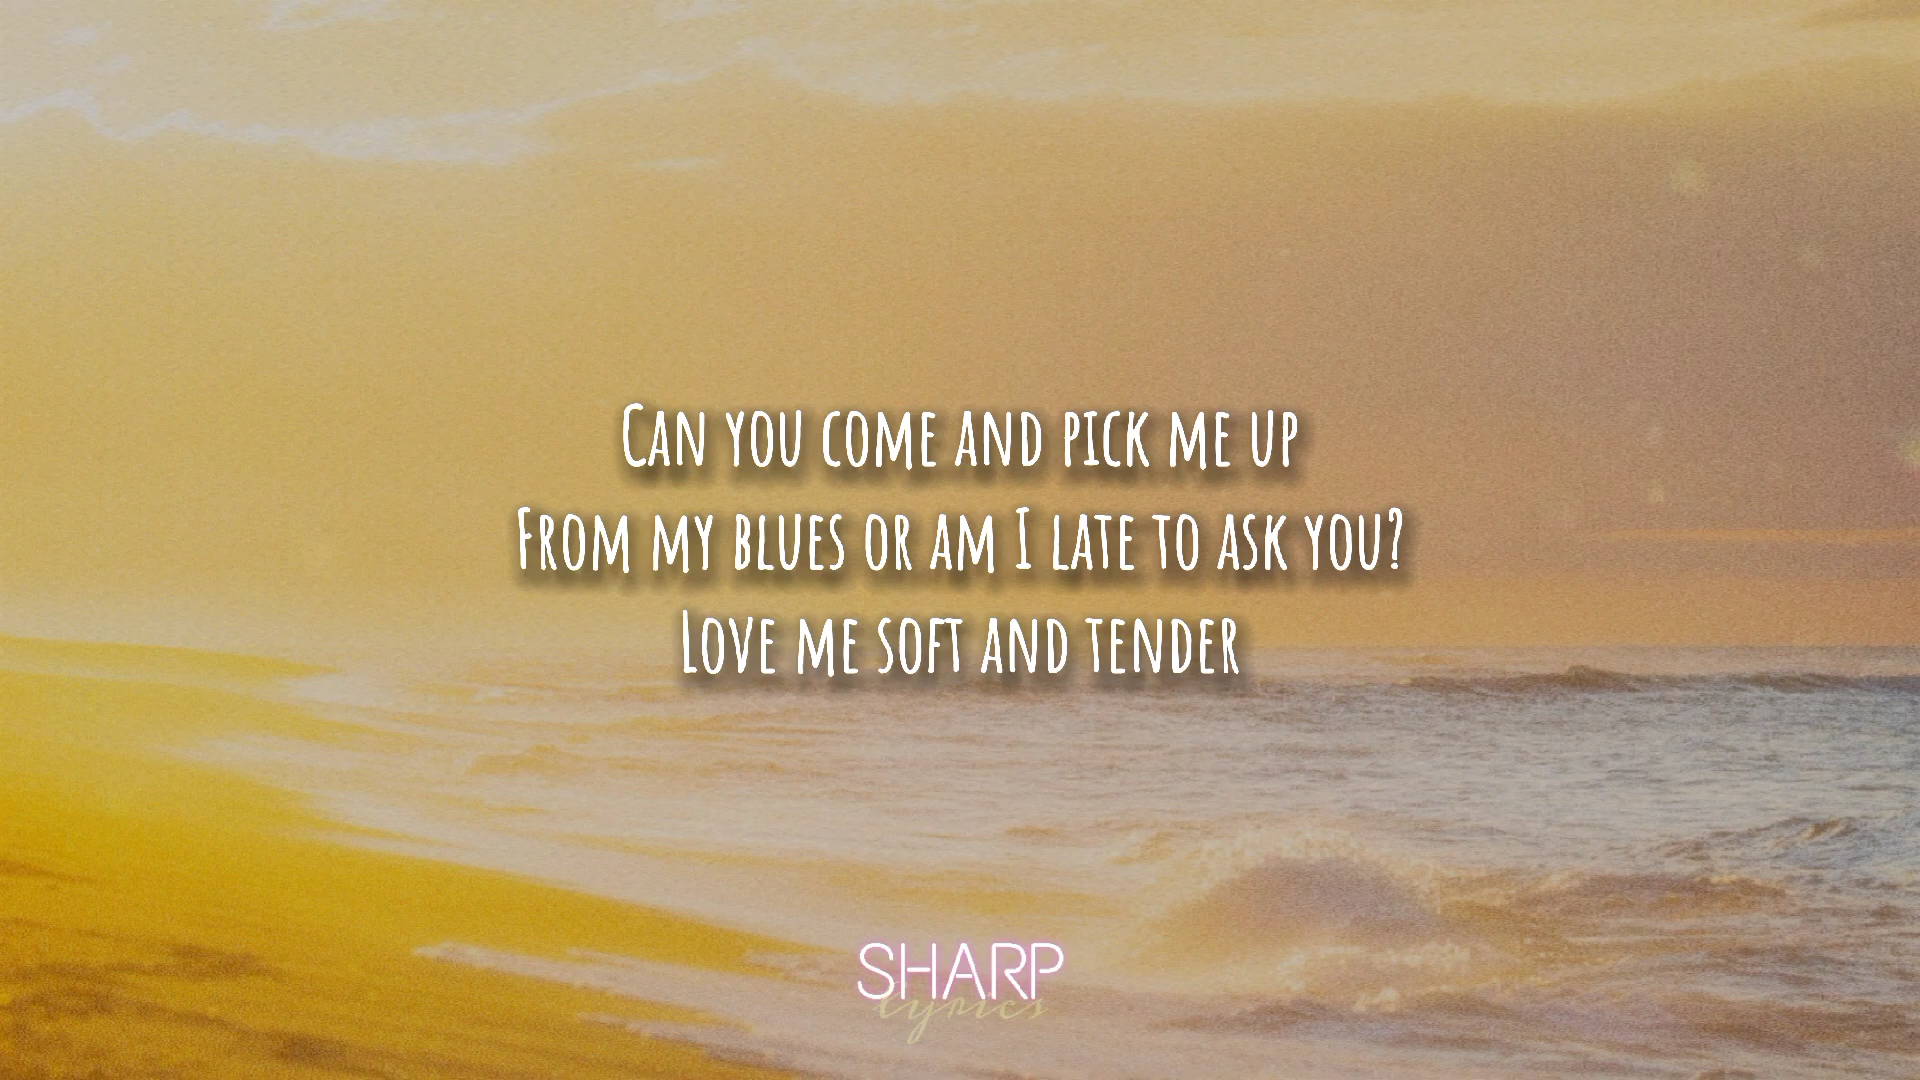 Can you come and pick me up
From my blues or am I late to ask you?
Love me soft and tender
SHARP
lyrics